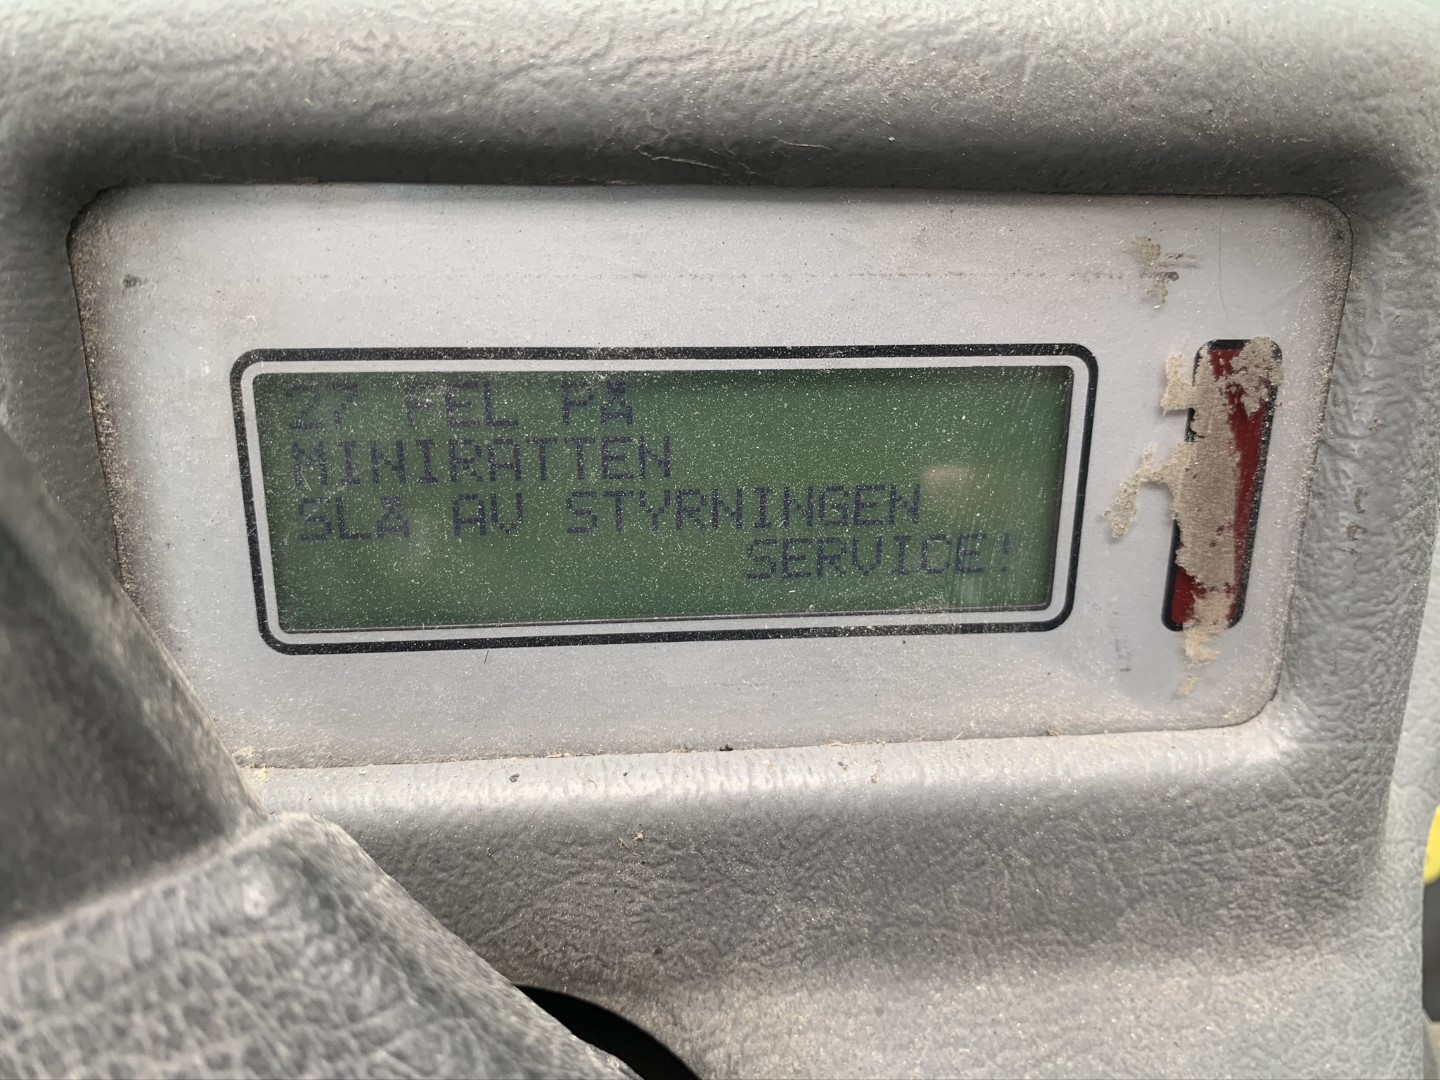 27 FEL PÅ
MINIRATTEN
SLÅ AV STYRNINGEN
SERVICE!